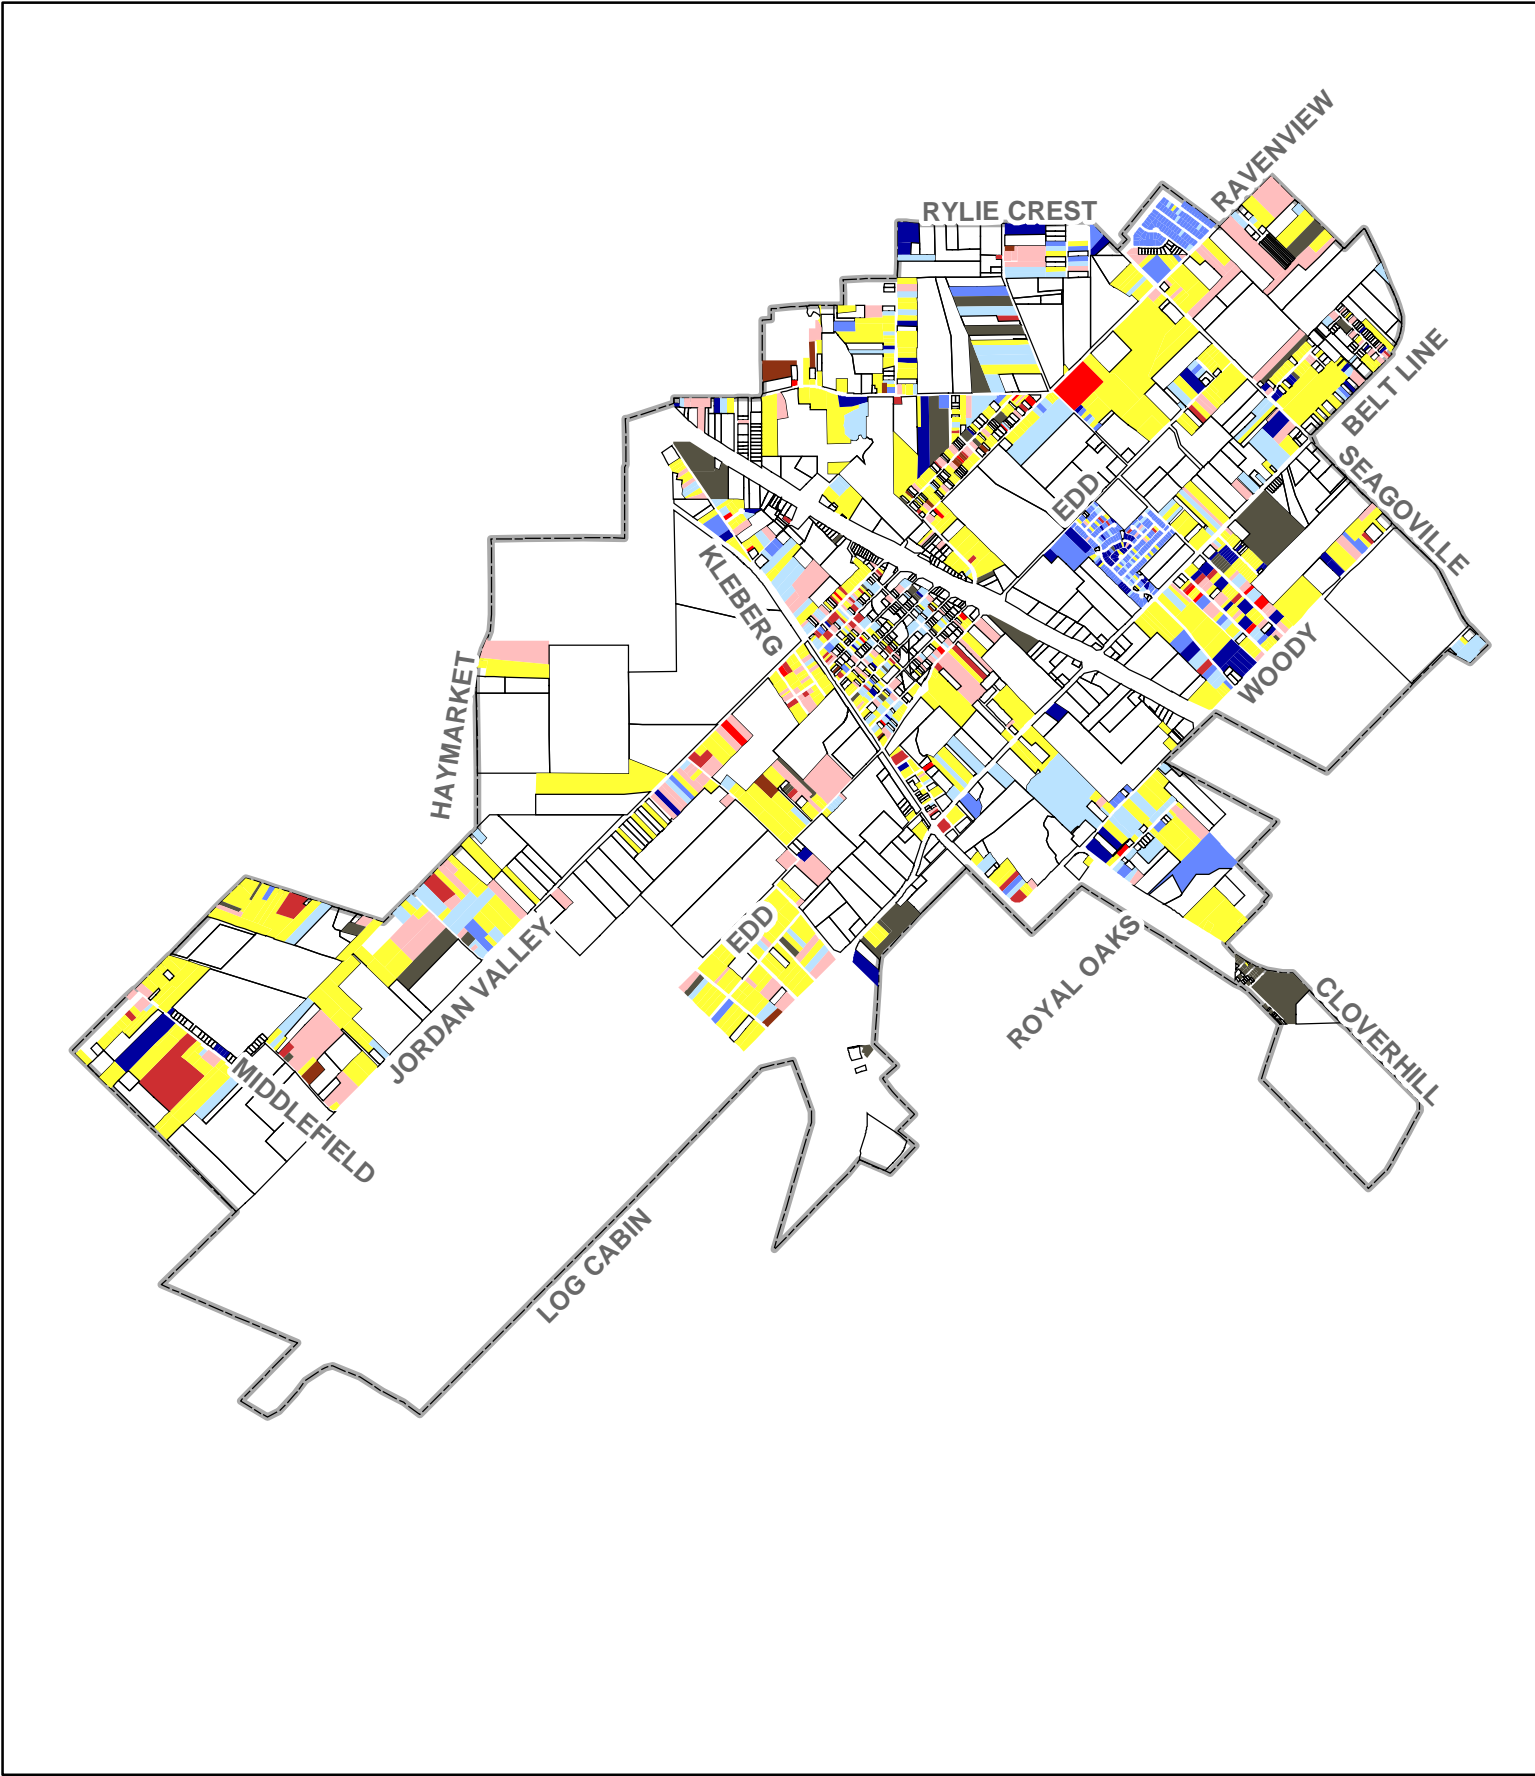 RAVENVIEW
RYLIE CREST
BELT LINE
SEAGOVILLE
EDD
KLEBERG
WOODY
HAYMARKET
EDD
JORDAN VALLEY
ROYAL OAKS
CLOVERHILL
MIDDLEFIELD
LOG CABIN